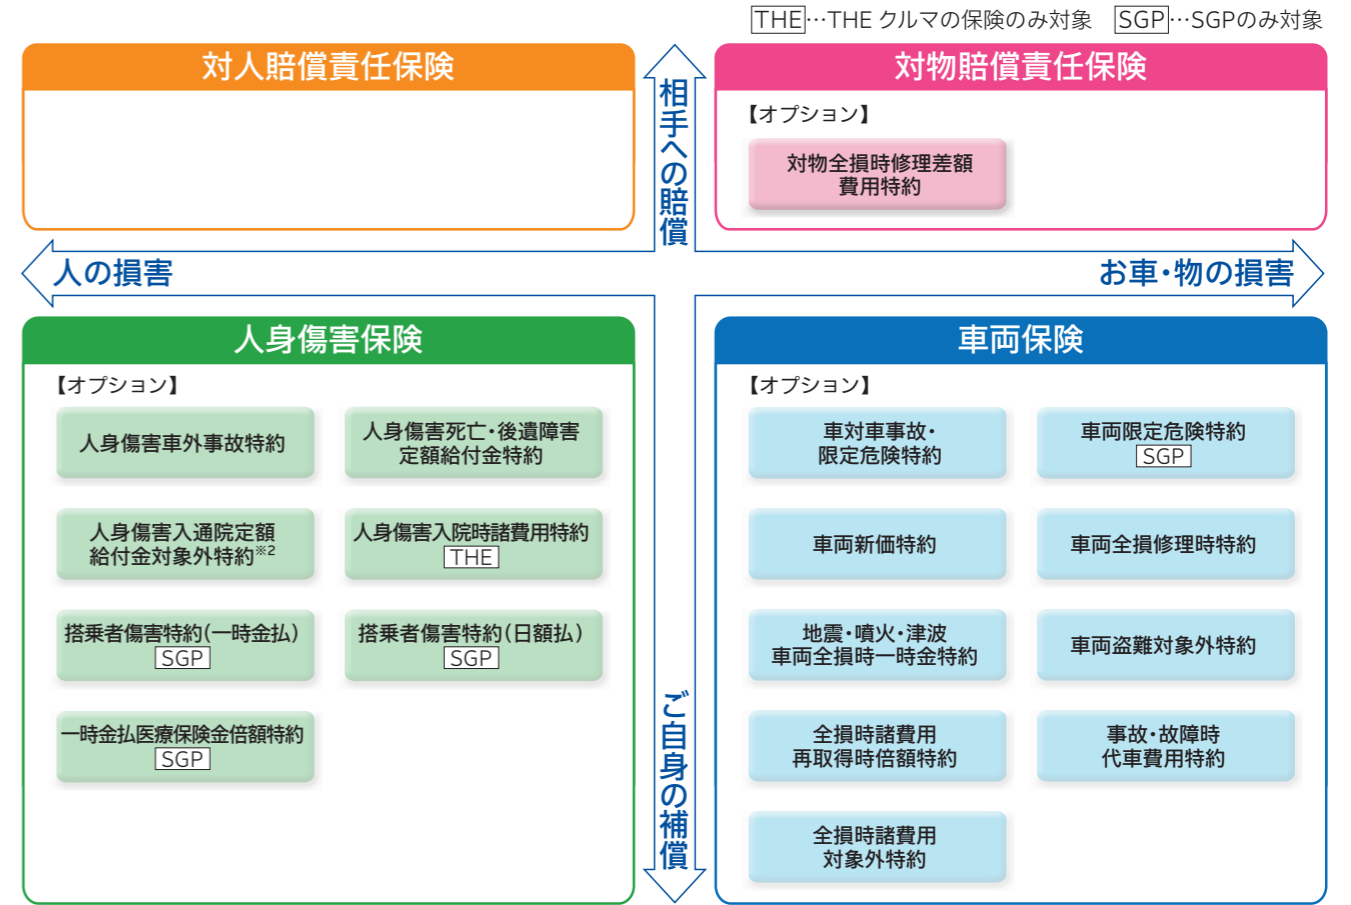 THE…THE クルマの保険のみ対象 SGP…SGPのみ対象
対人賠償責任保険
相手への賠償
対物賠償責任保険
【オプション】
対物全損時修理差額
費用特約
人の損害
お車・物の損害
人身傷害保険
【オプション】
人身傷害車外事故特約
人身傷害死亡・後遺障害
定額給付金特約
人身傷害入通院定額
給付金対象外特約※2
人身傷害入院時諸費用特約
THE
搭乗者傷害特約(一時金払)
SGP
搭乗者傷害特約(日額払)
SGP
一時金払医療保険金倍額特約
SGP
ご自身の補償
車両保険
【オプション】
車対車事故・
限定危険特約
車両限定危険特約
SGP
車両新価特約
車両全損修理時特約
地震・噴火・津波
車両全損時一時金特約
車両盗難対象外特約
全損時諸費用
再取得時倍額特約
事故・故障時
代車費用特約
全損時諸費用
対象外特約